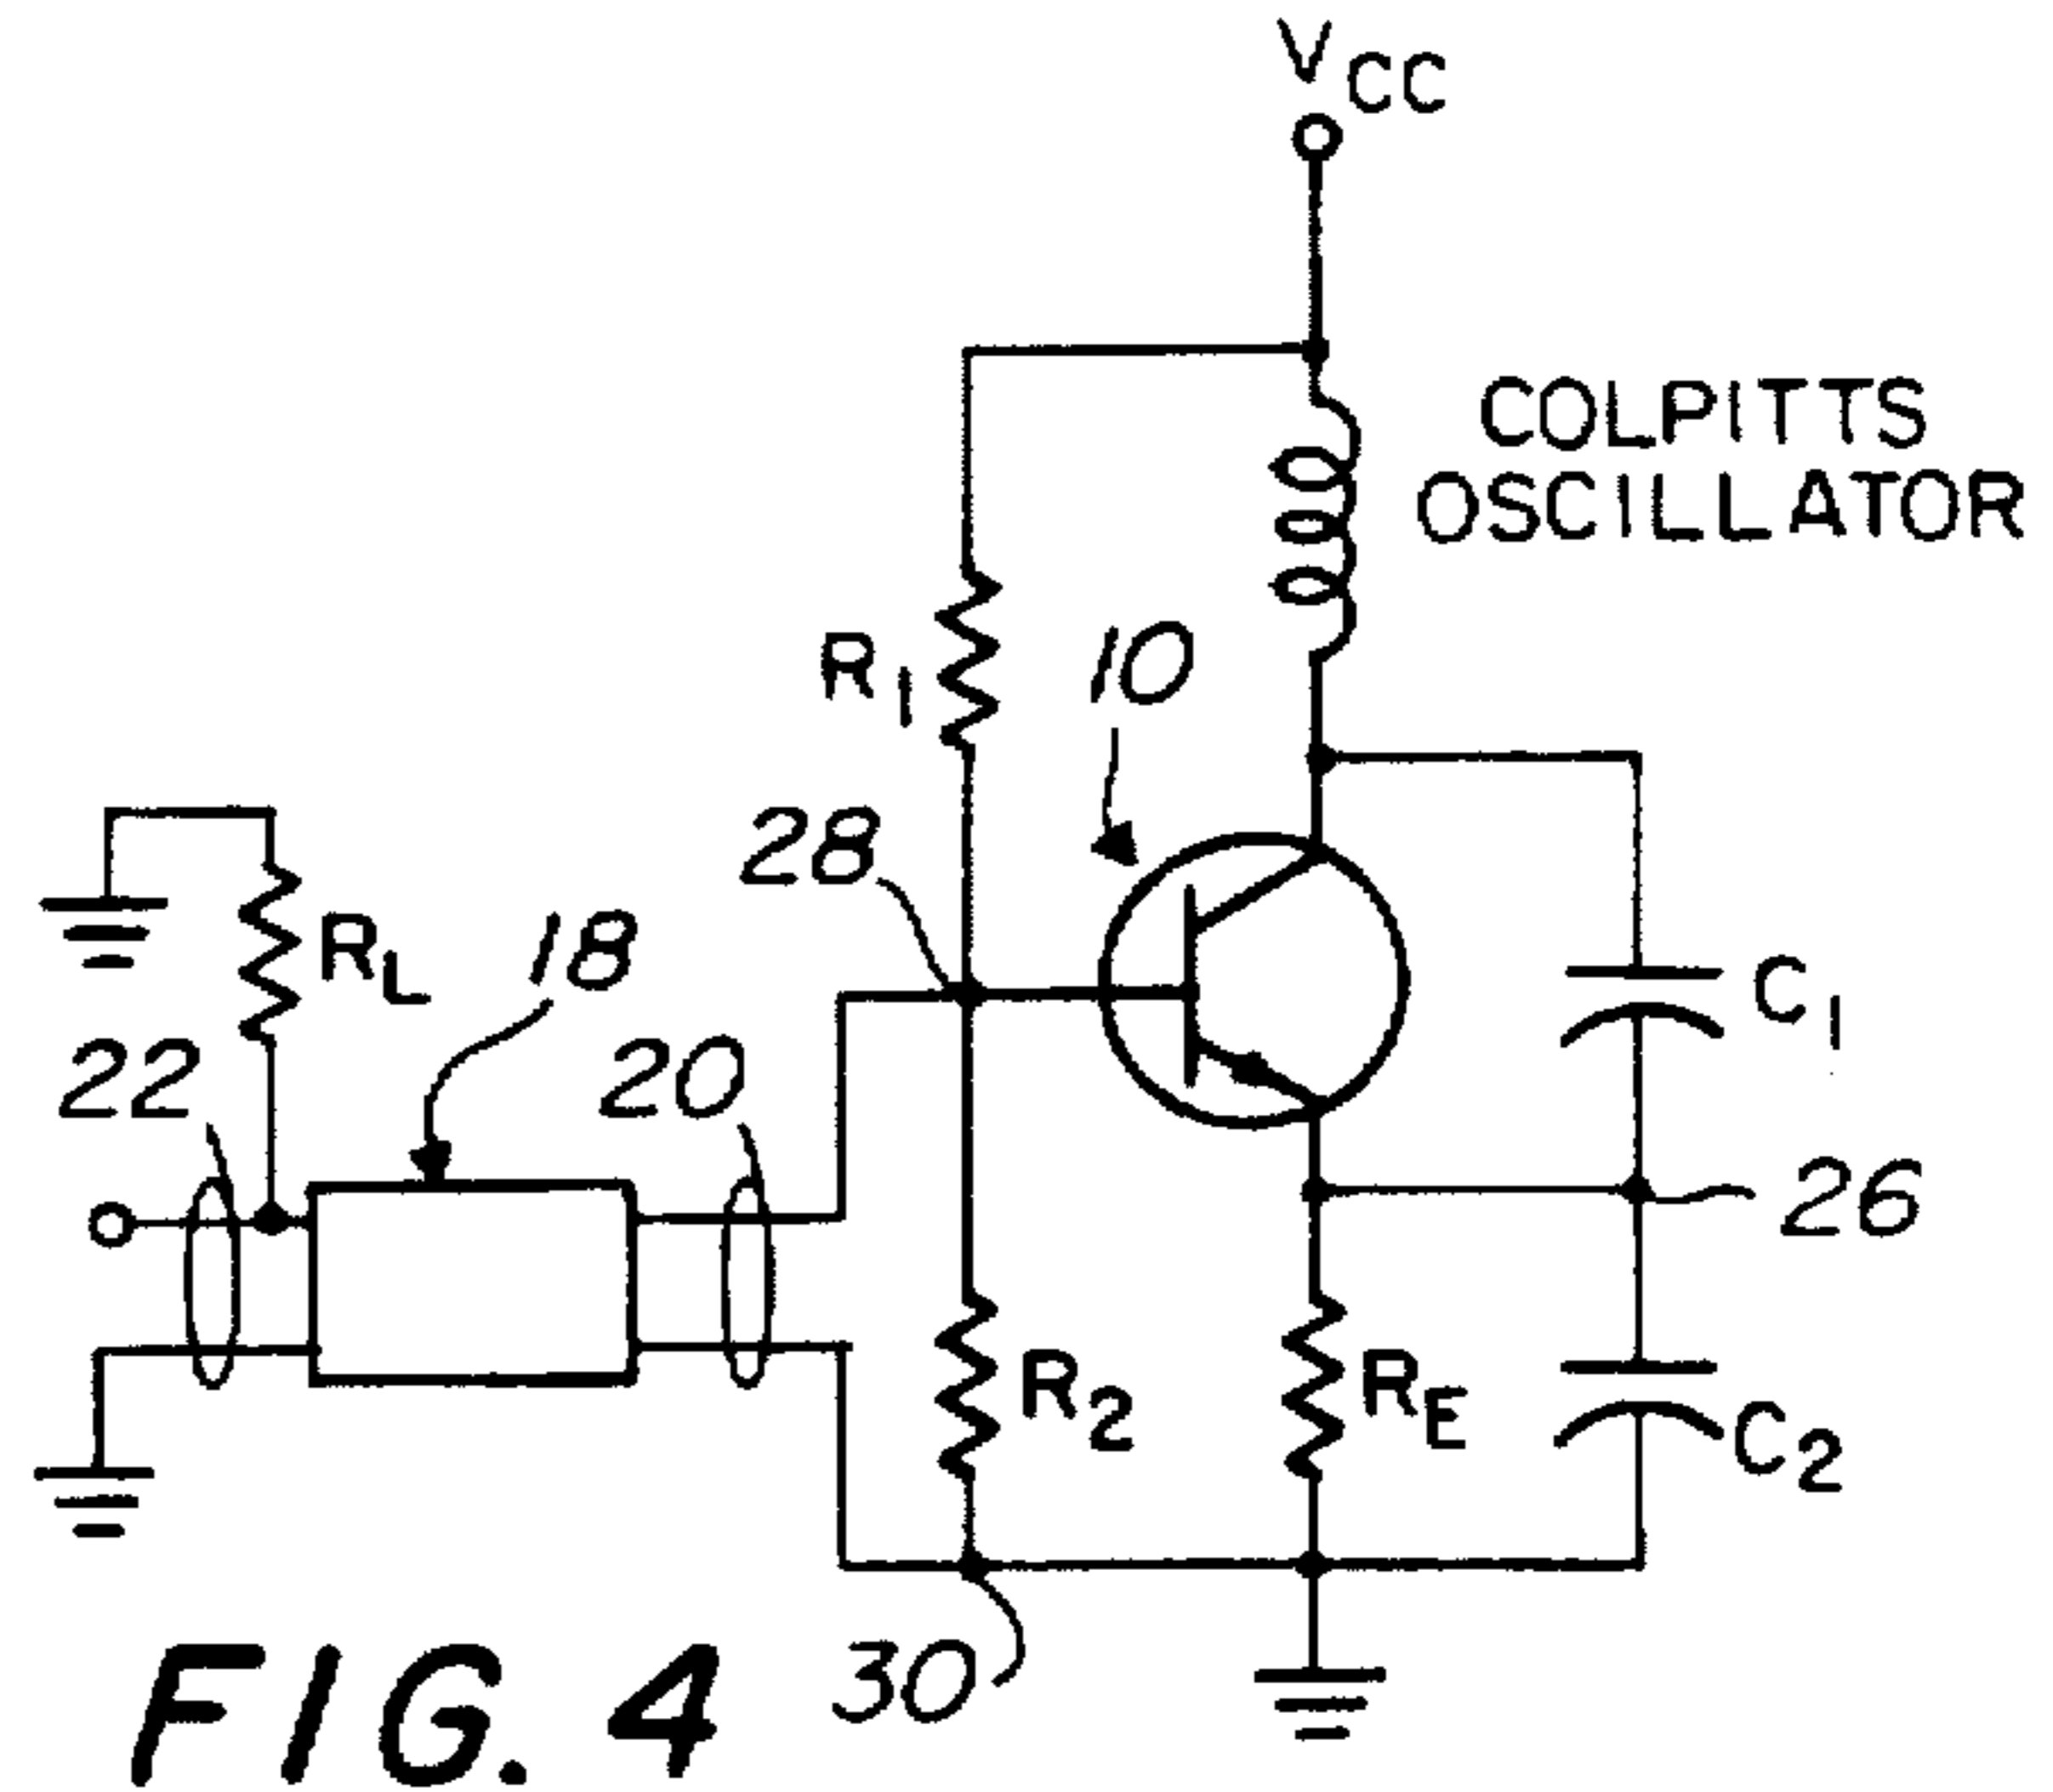 VCC
COLPITTS
OSCILLATOR
R1
10
28
RL
18
C1
22
20
26
R2
RE
C2
30
FIG. 4